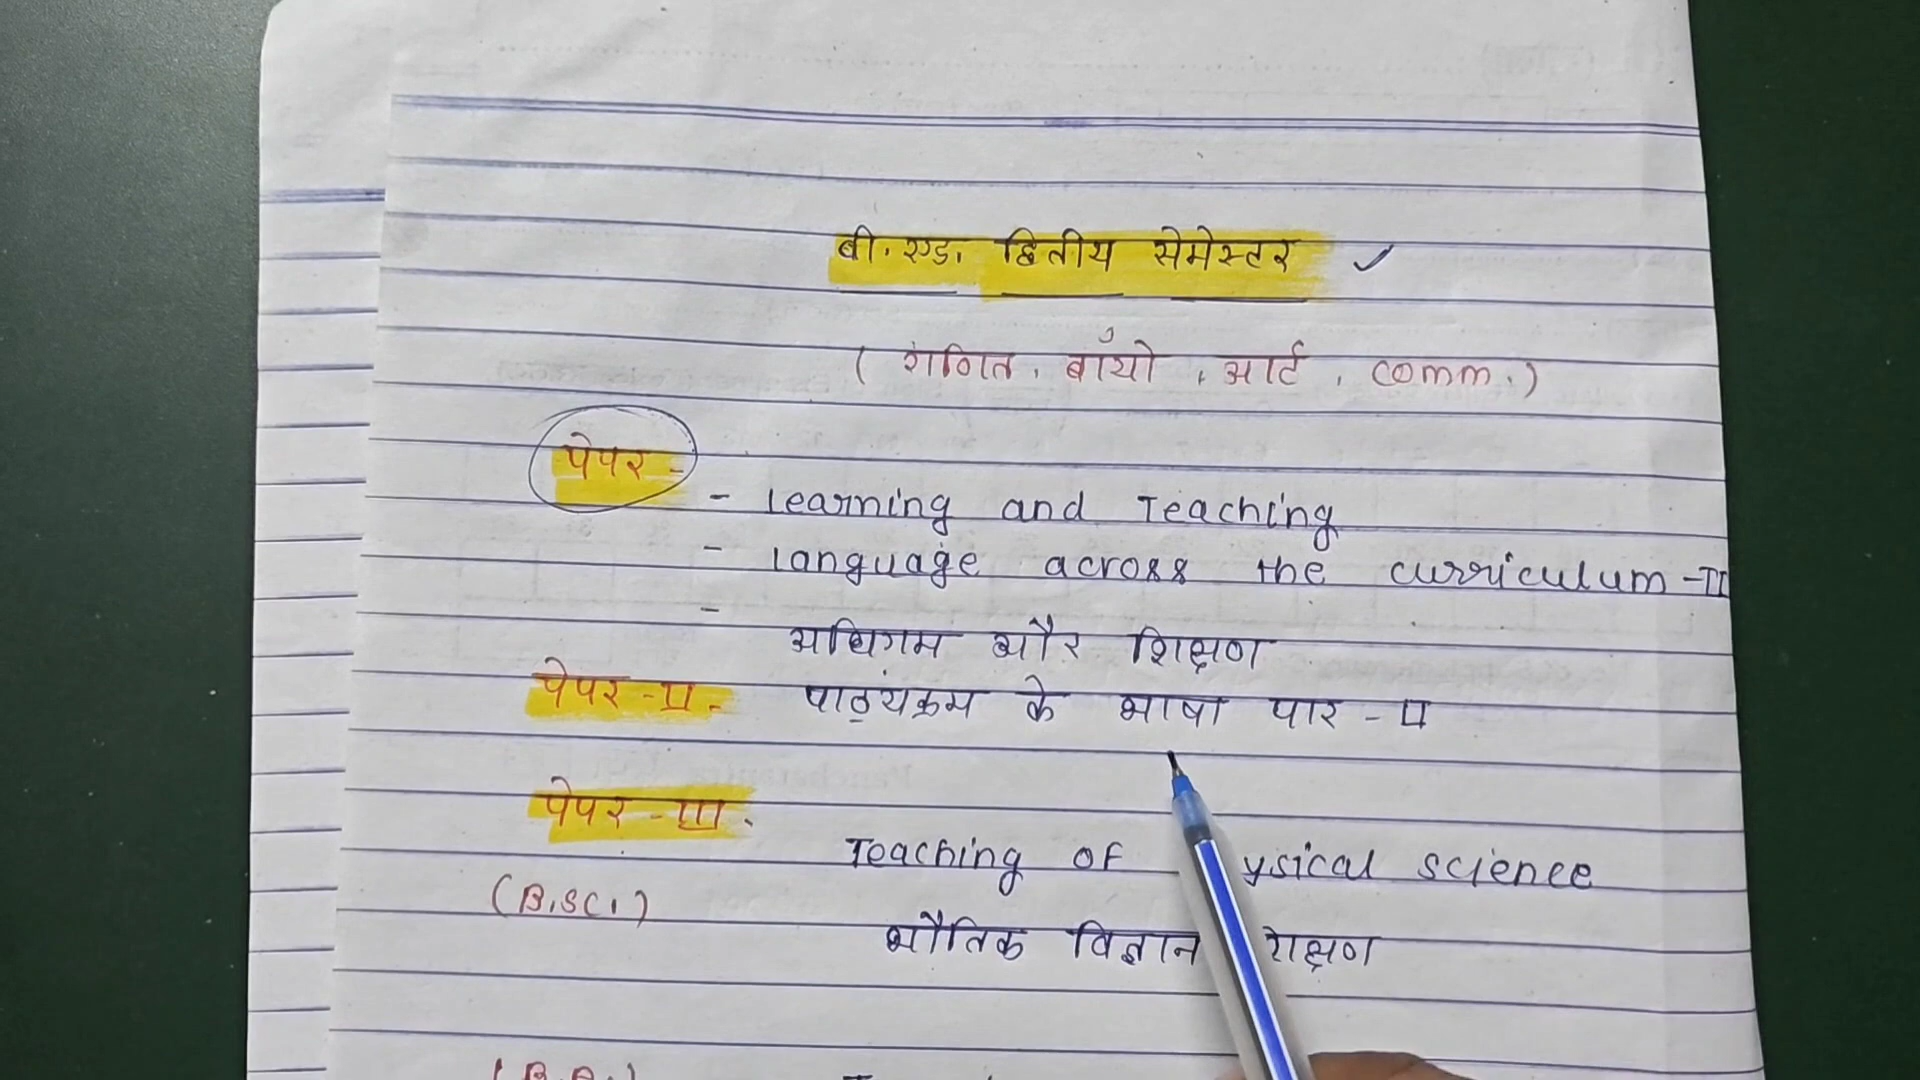 बी. एड. द्वितीय सेमेस्टर ✓
( गणित, बॉयो, आर्ट, comm.)
पेपर -
- Learning and Teaching
- Language across the curriculum - II
-
अधिगम और शिक्षण
पेपर - II. पाठ्यंक्रम के भाषा पार - II
पेपर - III.
Teaching of ysical science
(B.SC.)
भौतिक विज्ञान शिक्षण
(B.A.)